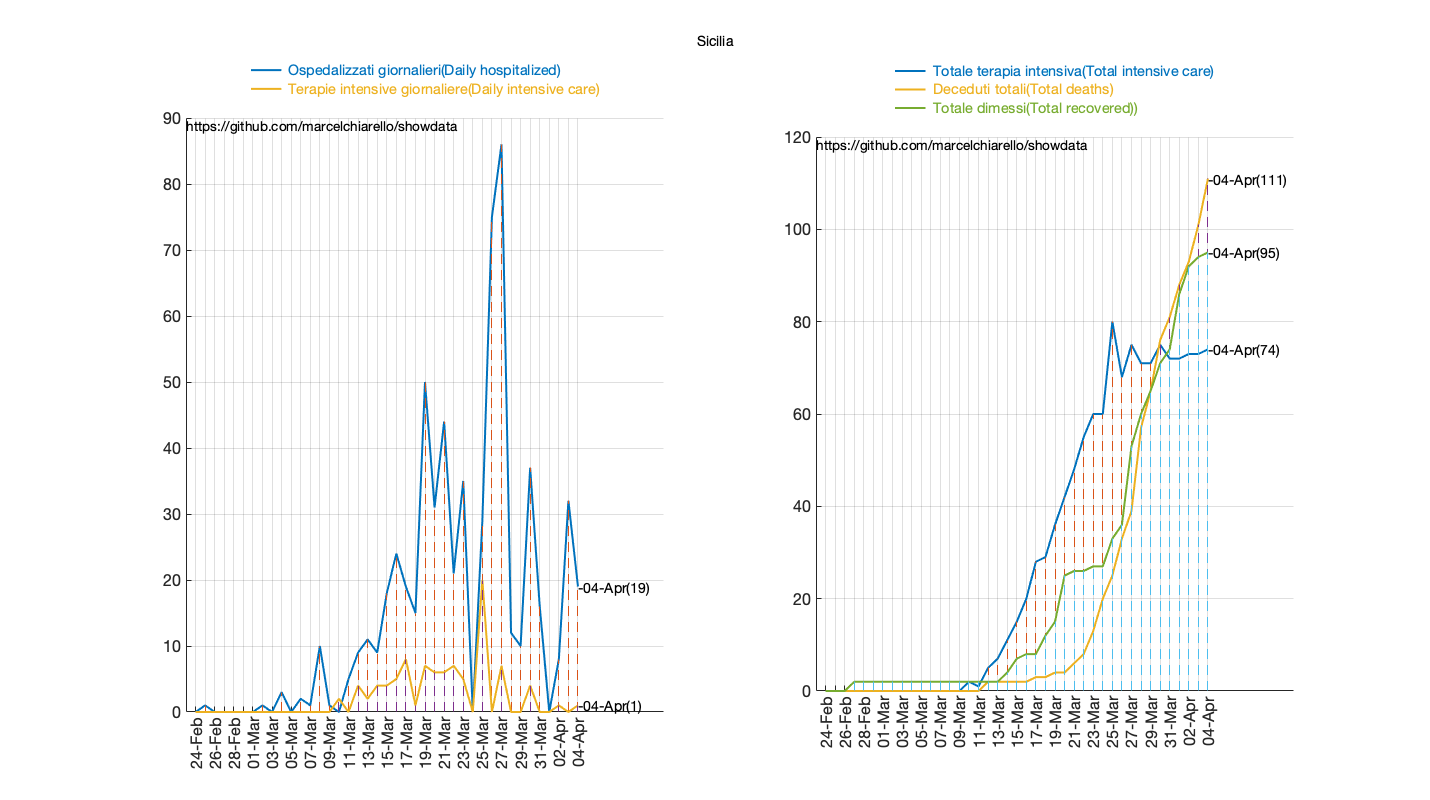 Sicilia
Ospedalizzati giornalieri(Daily hospitalized)
Terapie intensive giornaliere(Daily intensive care)
https://github.com/marcelchiarello/showdata
90
80
70
60
50
40
30
20
10
0
-04-Apr(19)
-04-Apr(1)
24-Feb
26-Feb
28-Feb
01-Mar
03-Mar
05-Mar
07-Mar
09-Mar
11-Mar
13-Mar
15-Mar
17-Mar
19-Mar
21-Mar
23-Mar
25-Mar
27-Mar
29-Mar
31-Mar
02-Apr
04-Apr
Totale terapia intensiva(Total intensive care)
Deceduti totali(Total deaths)
Totale dimessi(Total recovered))
https://github.com/marcelchiarello/showdata
120
100
80
60
40
20
0
-04-Apr(111)
-04-Apr(95)
-04-Apr(74)
24-Feb
26-Feb
28-Feb
01-Mar
03-Mar
05-Mar
07-Mar
09-Mar
11-Mar
13-Mar
15-Mar
17-Mar
19-Mar
21-Mar
23-Mar
25-Mar
27-Mar
29-Mar
31-Mar
02-Apr
04-Apr